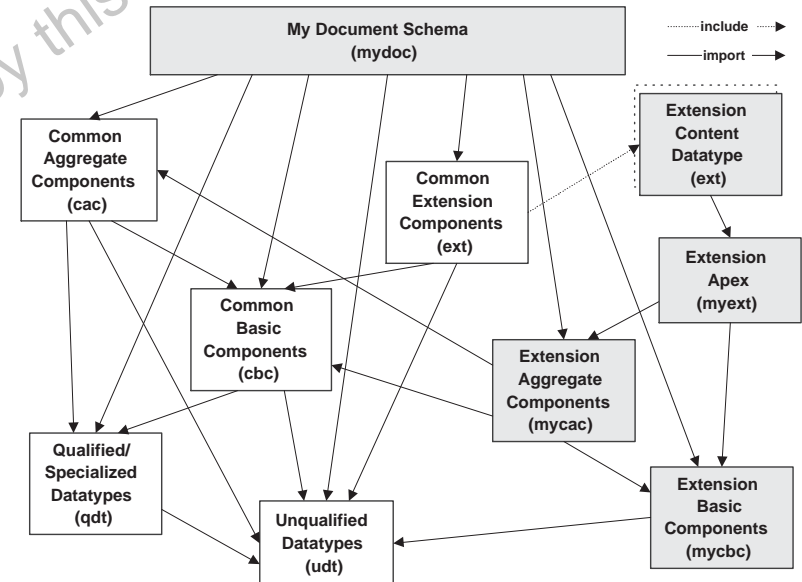 by this
My Document Schema
(mydoc)
include
import
Extension
Content
Datatype
(ext)
Common
Aggregate
Components
(cac)
Common
Extension
Components
(ext)
Extension
Apex
(myext)
Common
Basic
Components
(cbc)
Extension
Aggregate
Components
(mycac)
Qualified/
Specialized
Datatypes
(qdt)
Unqualified
Datatypes
(udt)
Extension
Basic
Components
(mycbc)